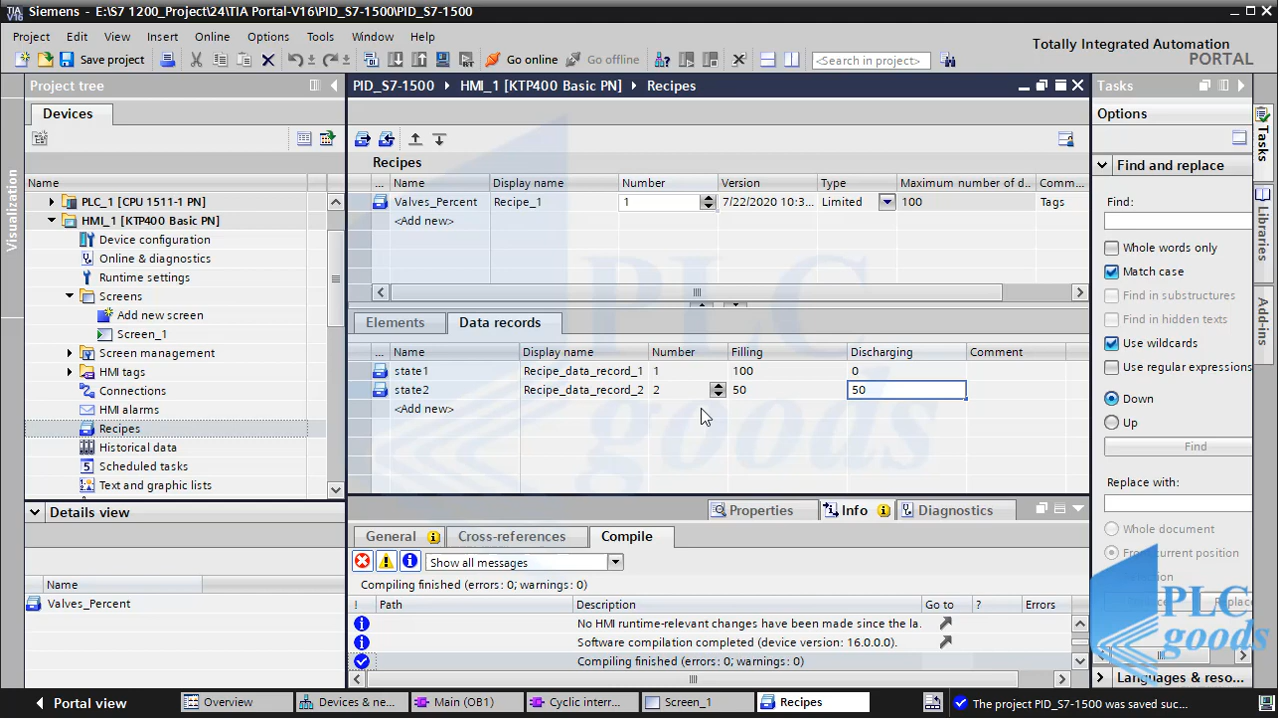 Siemens - E:\S7 1200_Project\24\TIA Portal-V16\PID_S7-1500\PID_S7-1500
Project Edit View Insert Online Options Tools Window Help
Totally Integrated Automation
PORTAL
Save project
Go online
Go offline
<Search in project>
Project tree
PID_S7-1500 HMI_1 [KTP400 Basic PN] Recipes
Tasks
Devices
Options
Find and replace
Find:
Whole words only
Match case
Find in substructures
Find in hidden texts
Use wildcards
Use regular expressions
Down
Up
Find
Replace with:
Whole document
From current position
Languages & reso...
Tasks
Libraries
Add-ins
Visualization
Name
PLC_1 [CPU 1511-1 PN]
HMI_1 [KTP400 Basic PN]
Device configuration
Online & diagnostics
Runtime settings
Screens
Add new screen
Screen_1
Screen management
HMI tags
Connections
HMI alarms
Recipes
Historical data
Scheduled tasks
Text and graphic lists
Details view
Name
Valves_Percent
Recipes
... Name Display name Number Version Type Maximum number of d... Comm...
Valves_Percent Recipe_1 1 7/22/2020 10:3... Limited 100 Tags
<Add new>
Elements Data records
... Name Display name Number Filling Discharging Comment
state1 Recipe_data_record_1 1 100 0
state2 Recipe_data_record_2 2 50 50
<Add new>
PLC
goods
Properties Info Diagnostics
General Cross-references Compile
Show all messages
Compiling finished (errors: 0; warnings: 0)
! Path Description Go to ? Errors
No HMI runtime-relevant changes have been made since the la.
Software compilation completed (device version: 16.0.0.0).
Compiling finished (errors: 0; warnings: 0)
PLC
goods
Portal view Overview Devices & ne... Main (OB1) Cyclic interr... Screen_1 Recipes The project PID_S7-1500 was saved suc...